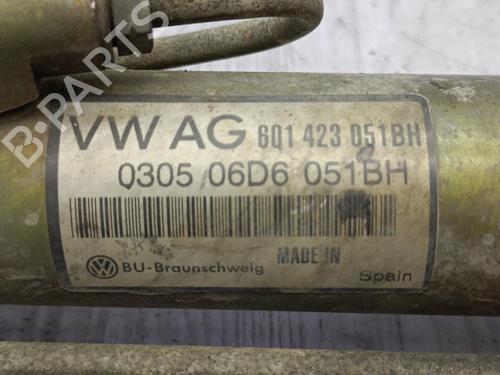 B-PARTS
VW AG 6Q1 423 051BH
0305 06D6 051BH
BU-Braunschweig
MADE IN
Spain